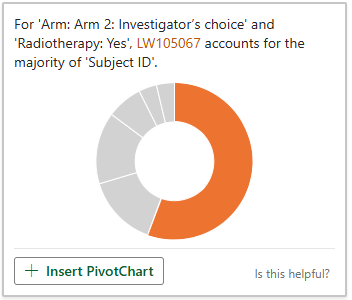 For 'Arm: Arm 2: Investigator’s choice' and
'Radiotherapy: Yes', LW105067 accounts for the
majority of 'Subject ID'.
+ Insert PivotChart
Is this helpful?